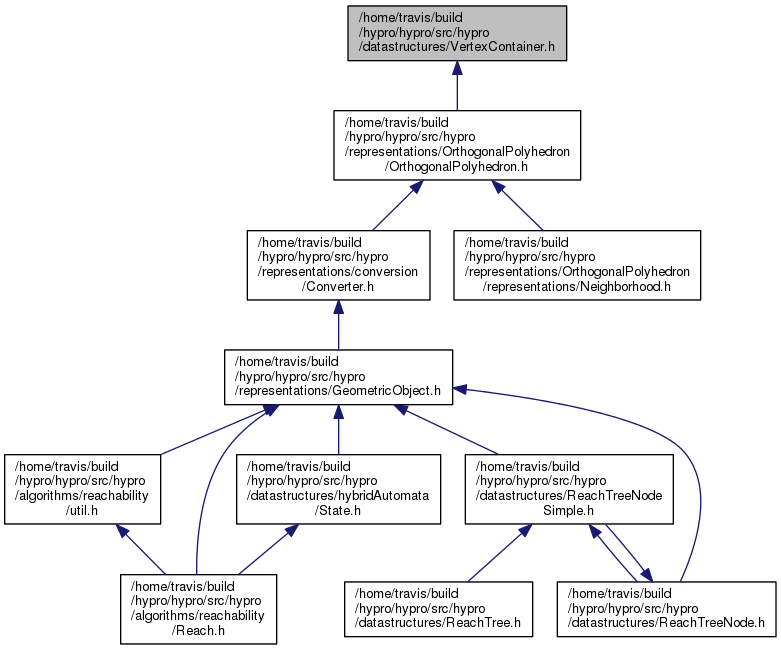 /home/travis/build
/hypro/hypro/src/hypro
/datastructures/VertexContainer.h
/home/travis/build
/hypro/hypro/src/hypro
/representations/OrthogonalPolyhedron
/OrthogonalPolyhedron.h
/home/travis/build
/hypro/hypro/src/hypro
/representations/conversion
/Converter.h
/home/travis/build
/hypro/hypro/src/hypro
/representations/OrthogonalPolyhedron
/representations/Neighborhood.h
/home/travis/build
/hypro/hypro/src/hypro
/representations/GeometricObject.h
/home/travis/build
/hypro/hypro/src/hypro
/algorithms/reachability
/util.h
/home/travis/build
/hypro/hypro/src/hypro
/datastructures/hybridAutomata
/State.h
/home/travis/build
/hypro/hypro/src/hypro
/datastructures/ReachTreeNode
Simple.h
/home/travis/build
/hypro/hypro/src/hypro
/algorithms/reachability
/Reach.h
/home/travis/build
/hypro/hypro/src/hypro
/datastructures/ReachTree.h
/home/travis/build
/hypro/hypro/src/hypro
/datastructures/ReachTreeNode.h